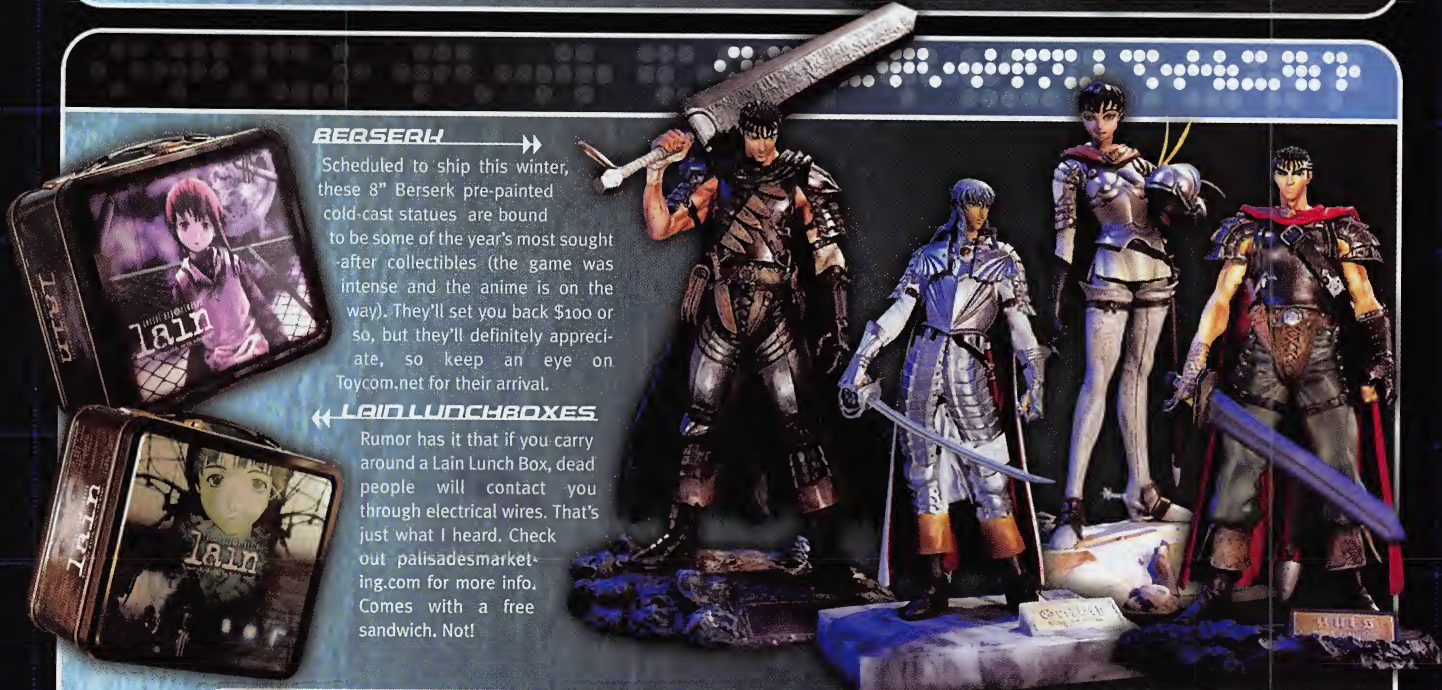 BERSERK
Scheduled to ship this winter,
these 8" Berserk pre-painted
cold-cast statues are bound
to be some of the year's most sought
-after collectibles (the game was
intense and the anime is on the
way). They'll set you back $100 or
so, but they'll definitely appreci-
ate, so keep an eye on
Toycom.net for their arrival.
LAIN LUNCHBOXES
Rumor has it that if you carry
around a Lain Lunch Box, dead
people will contact you
through electrical wires. That's
just what I heard. Check
out palisadesmarket-
ing.com for more info.
Comes with a free
sandwich. Not!
lain
lain
lain
lain
Griffith
GUTS